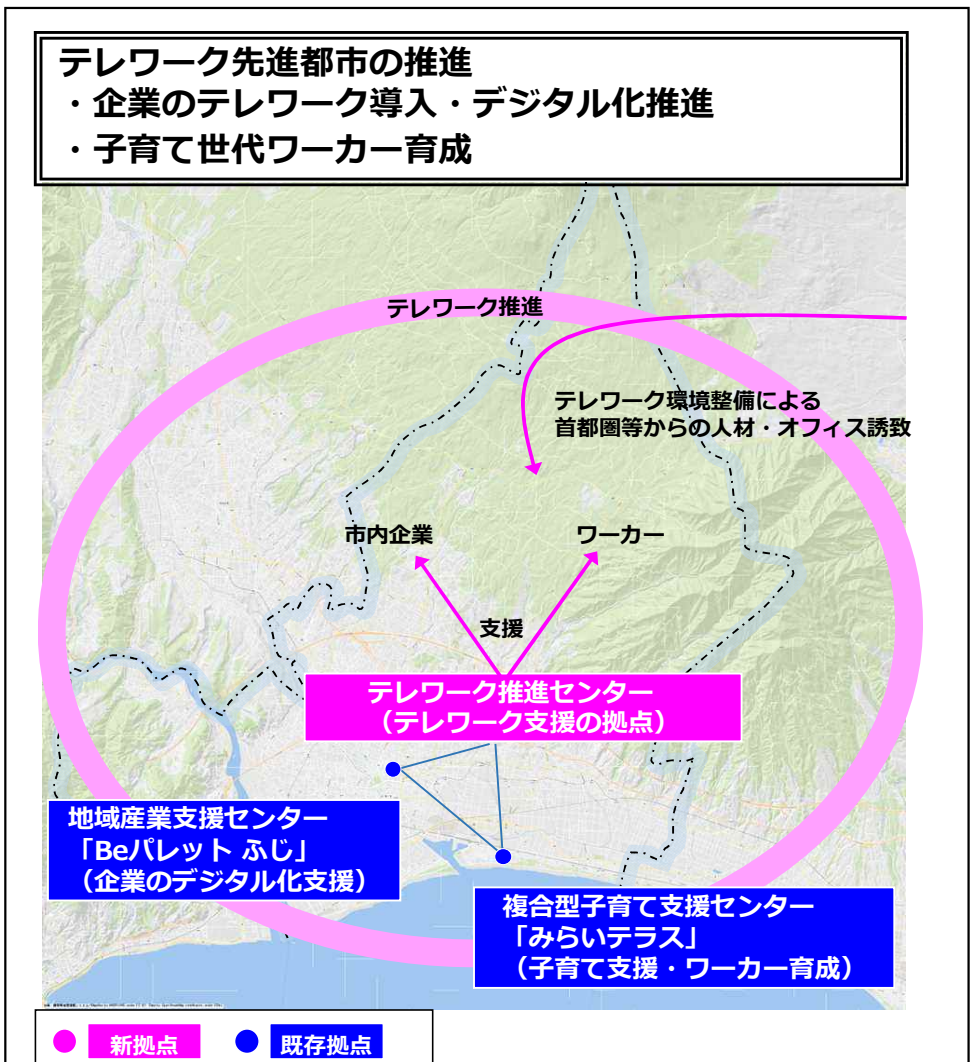 テレワーク先進都市の推進
・企業のテレワーク導入・デジタル化推進
・子育て世代ワーカー育成
テレワーク推進
テレワーク環境整備による
首都圏等からの人材・オフィス誘致
市内企業
ワーカー
支援
テレワーク推進センター
（テレワーク支援の拠点）
地域産業支援センター
「Beパレット ふじ」
（企業のデジタル化支援）
複合型子育て支援センター
「みらいテラス」
（子育て支援・ワーカー育成）
新拠点
既存拠点